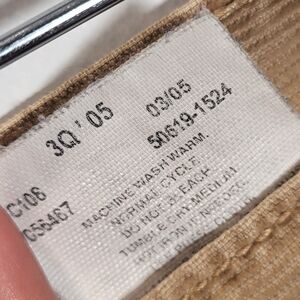 3Q' 05
03/05
50619-1524
C106
056467
MACHINE WASH WARM.
NORMAL CYCLE
DO NOT BLEACH
TUMBLE DRY MEDIUM